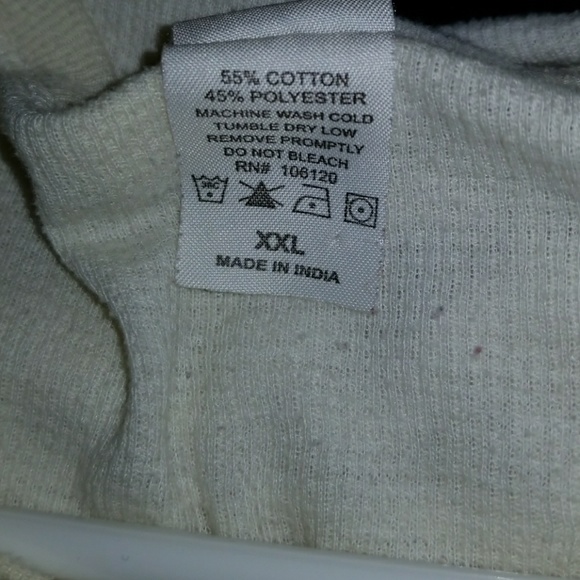 55% COTTON
45% POLYESTER
MACHINE WASH COLD
TUMBLE DRY LOW
REMOVE PROMPTLY
DO NOT BLEACH
RN# 106120
30C
XXL
MADE IN INDIA